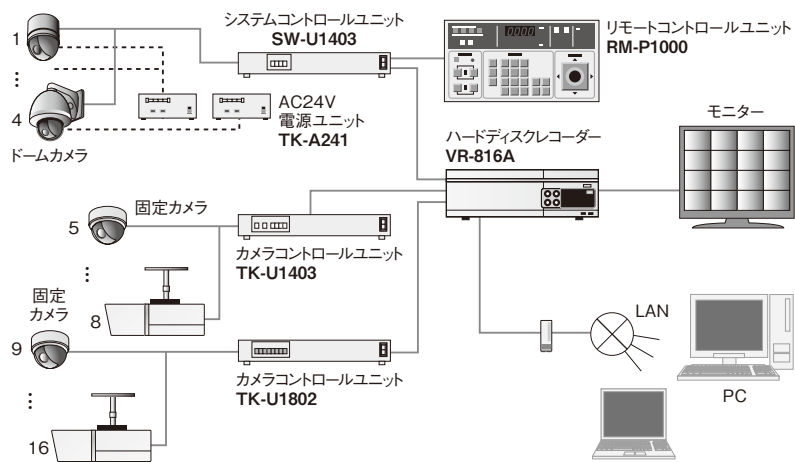 システムコントロールユニット
SW-U1403
リモートコントロールユニット
RM-P1000
1
⋮
4
ドームカメラ
AC24V
電源ユニット
TK-A241
ハードディスクレコーダー
VR-816A
モニター
固定カメラ
5
カメラコントロールユニット
TK-U1403
⋮
8
固定
カメラ
9
カメラコントロールユニット
TK-U1802
⋮
16
LAN
PC
0000